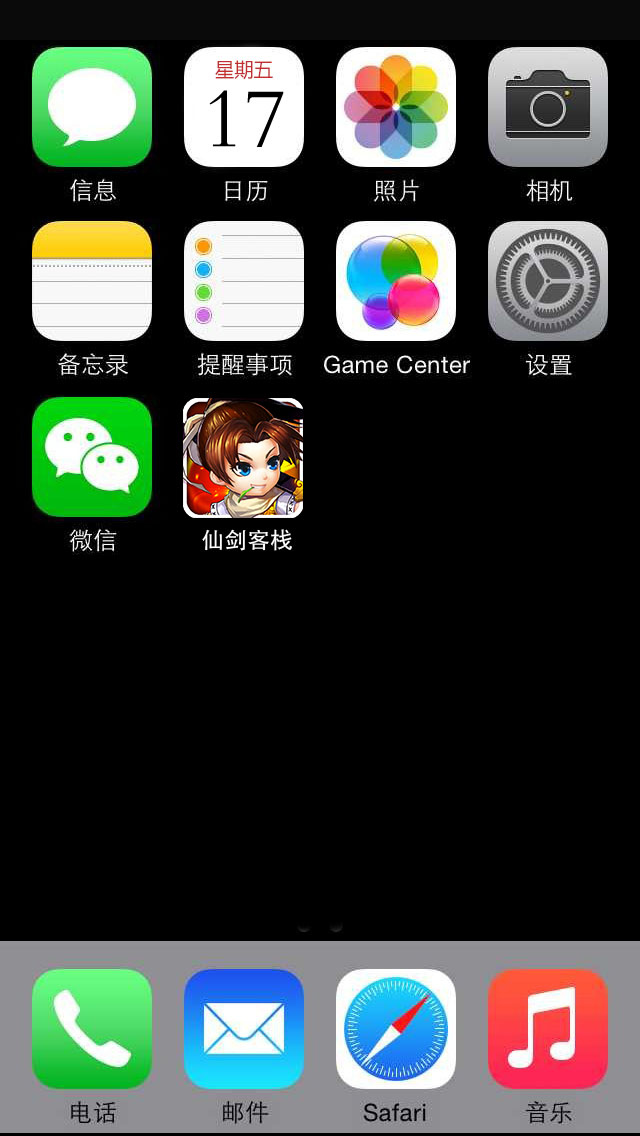 星期五
17
信息
日历
照片
相机
备忘录
提醒事项
Game Center
设置
微信
仙剑客栈
电话
邮件
Safari
音乐